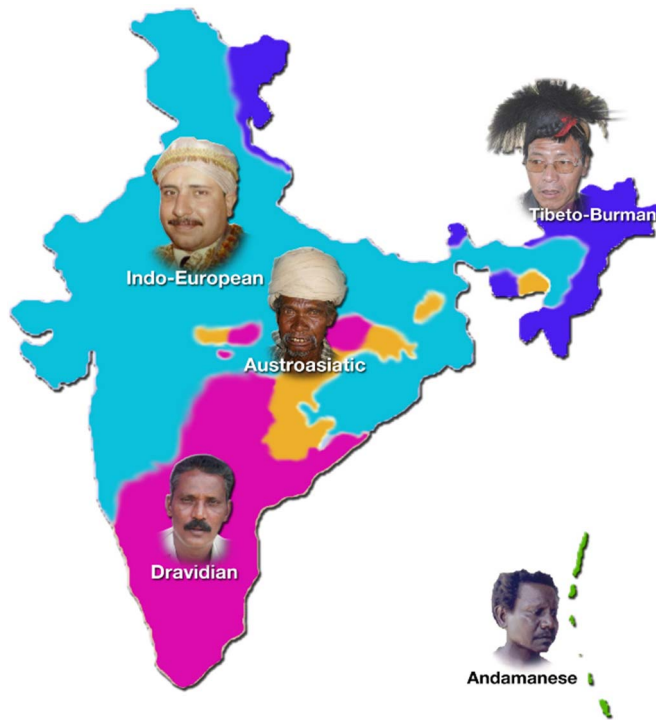 Tibeto-Burman
Indo-European
Austroasiatic
Dravidian
Andamanese